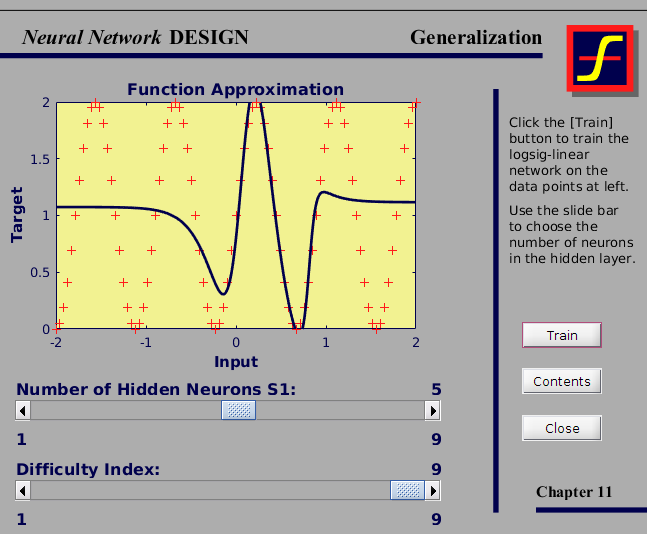 Neural Network DESIGN
Generalization
Function Approximation
2
1.5
1
0.5
0
Target
-2
-1
0
1
2
Input
Click the [Train]
button to train the
logsig-linear
network on the
data points at left.
Use the slide bar
to choose the
number of neurons
in the hidden layer.
Train
Contents
Close
Number of Hidden Neurons S1:
5
1
9
Difficulty Index:
9
1
9
Chapter 11